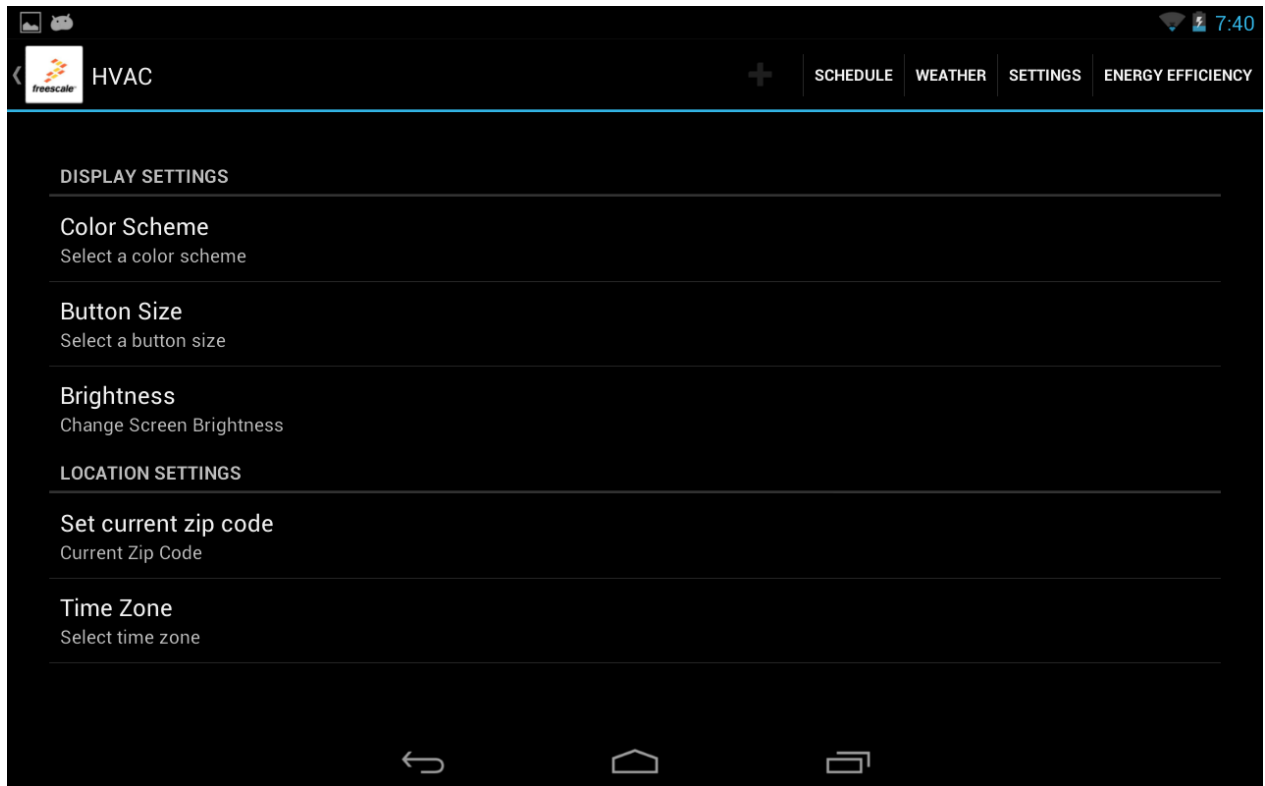 7:40
freescale
HVAC
SCHEDULE
WEATHER
SETTINGS
ENERGY EFFICIENCY
DISPLAY SETTINGS
Color Scheme
Select a color scheme
Button Size
Select a button size
Brightness
Change Screen Brightness
LOCATION SETTINGS
Set current zip code
Current Zip Code
Time Zone
Select time zone